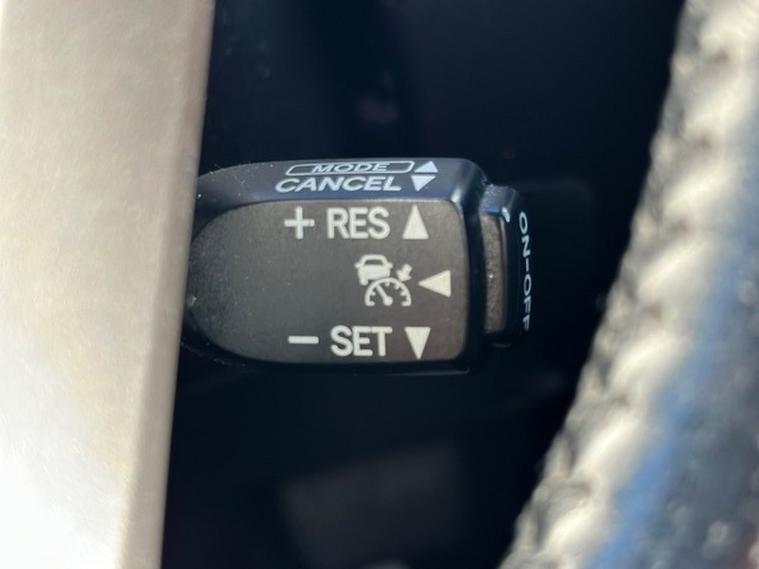 MODE
CANCEL
+ RES
- SET
ON-OFF